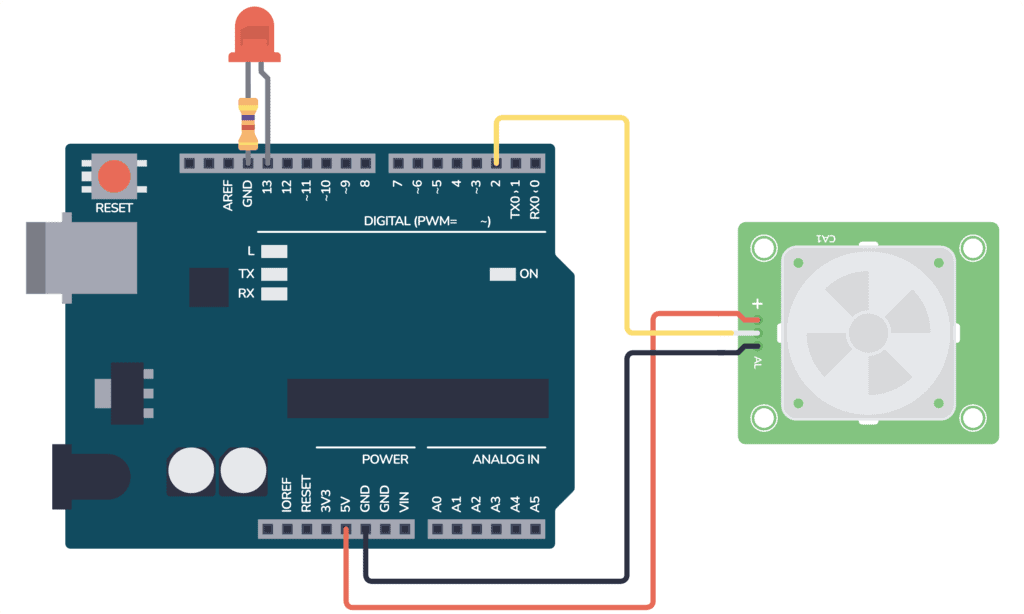 RESET
AREF
GND
13
12
~11
~10
~9
8
7
~6
~5
4
~3
2
TX0›1
RX0‹0
DIGITAL (PWM= ~)
L
TX
RX
ON
CA1
+
AL
POWER
ANALOG IN
IOREF
RESET
3V3
5V
GND
GND
VIN
A0
A1
A2
A3
A4
A5